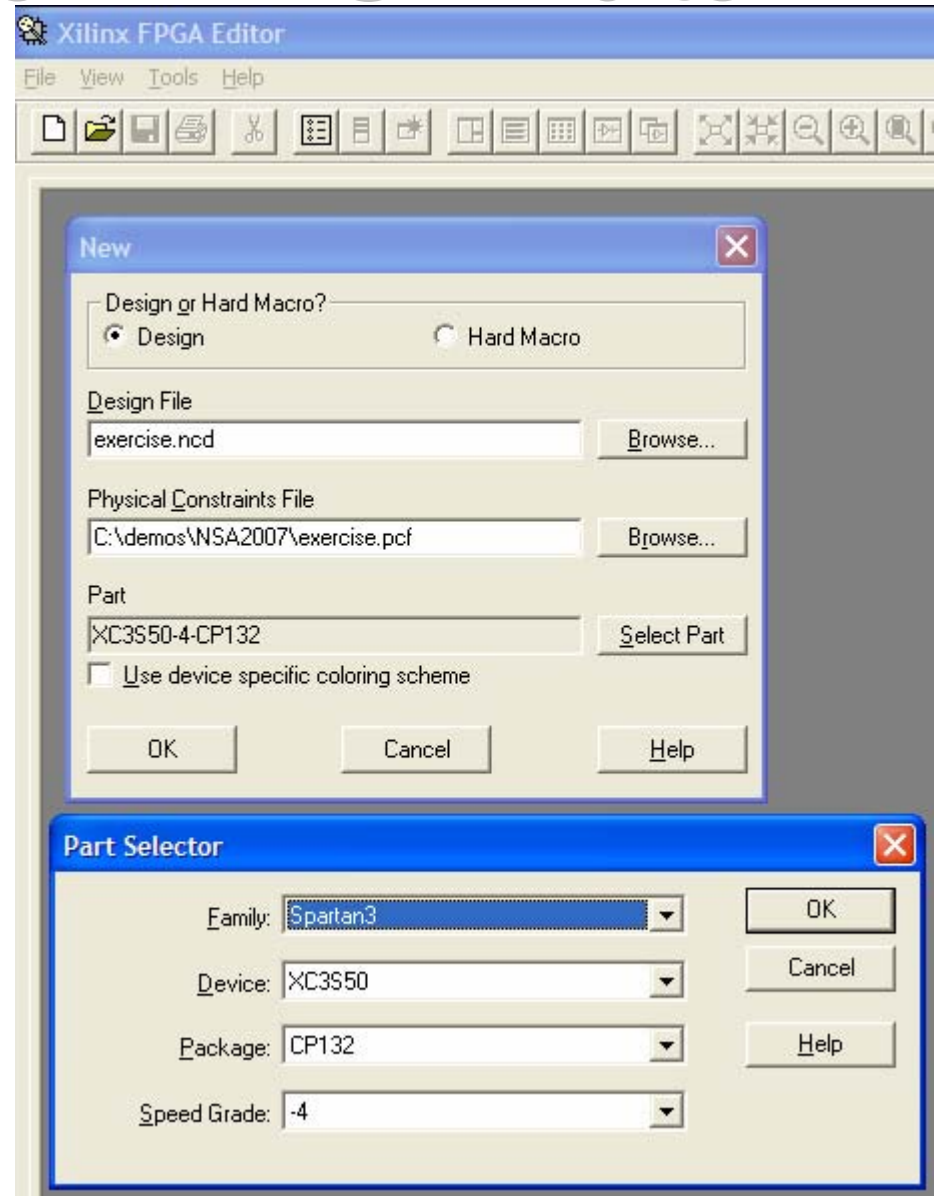 Xilinx FPGA Editor
File View Tools Help
New
Design or Hard Macro?
Design Hard Macro
Design File
exercise.ncd Browse...
Physical Constraints File
C:\demos\NSA2007\exercise.pcf Browse...
Part
XC3S50-4-CP132 Select Part
Use device specific coloring scheme
OK Cancel Help
Part Selector
Family: Spartan3 OK
Device: XC3S50 Cancel
Package: CP132 Help
Speed Grade: -4